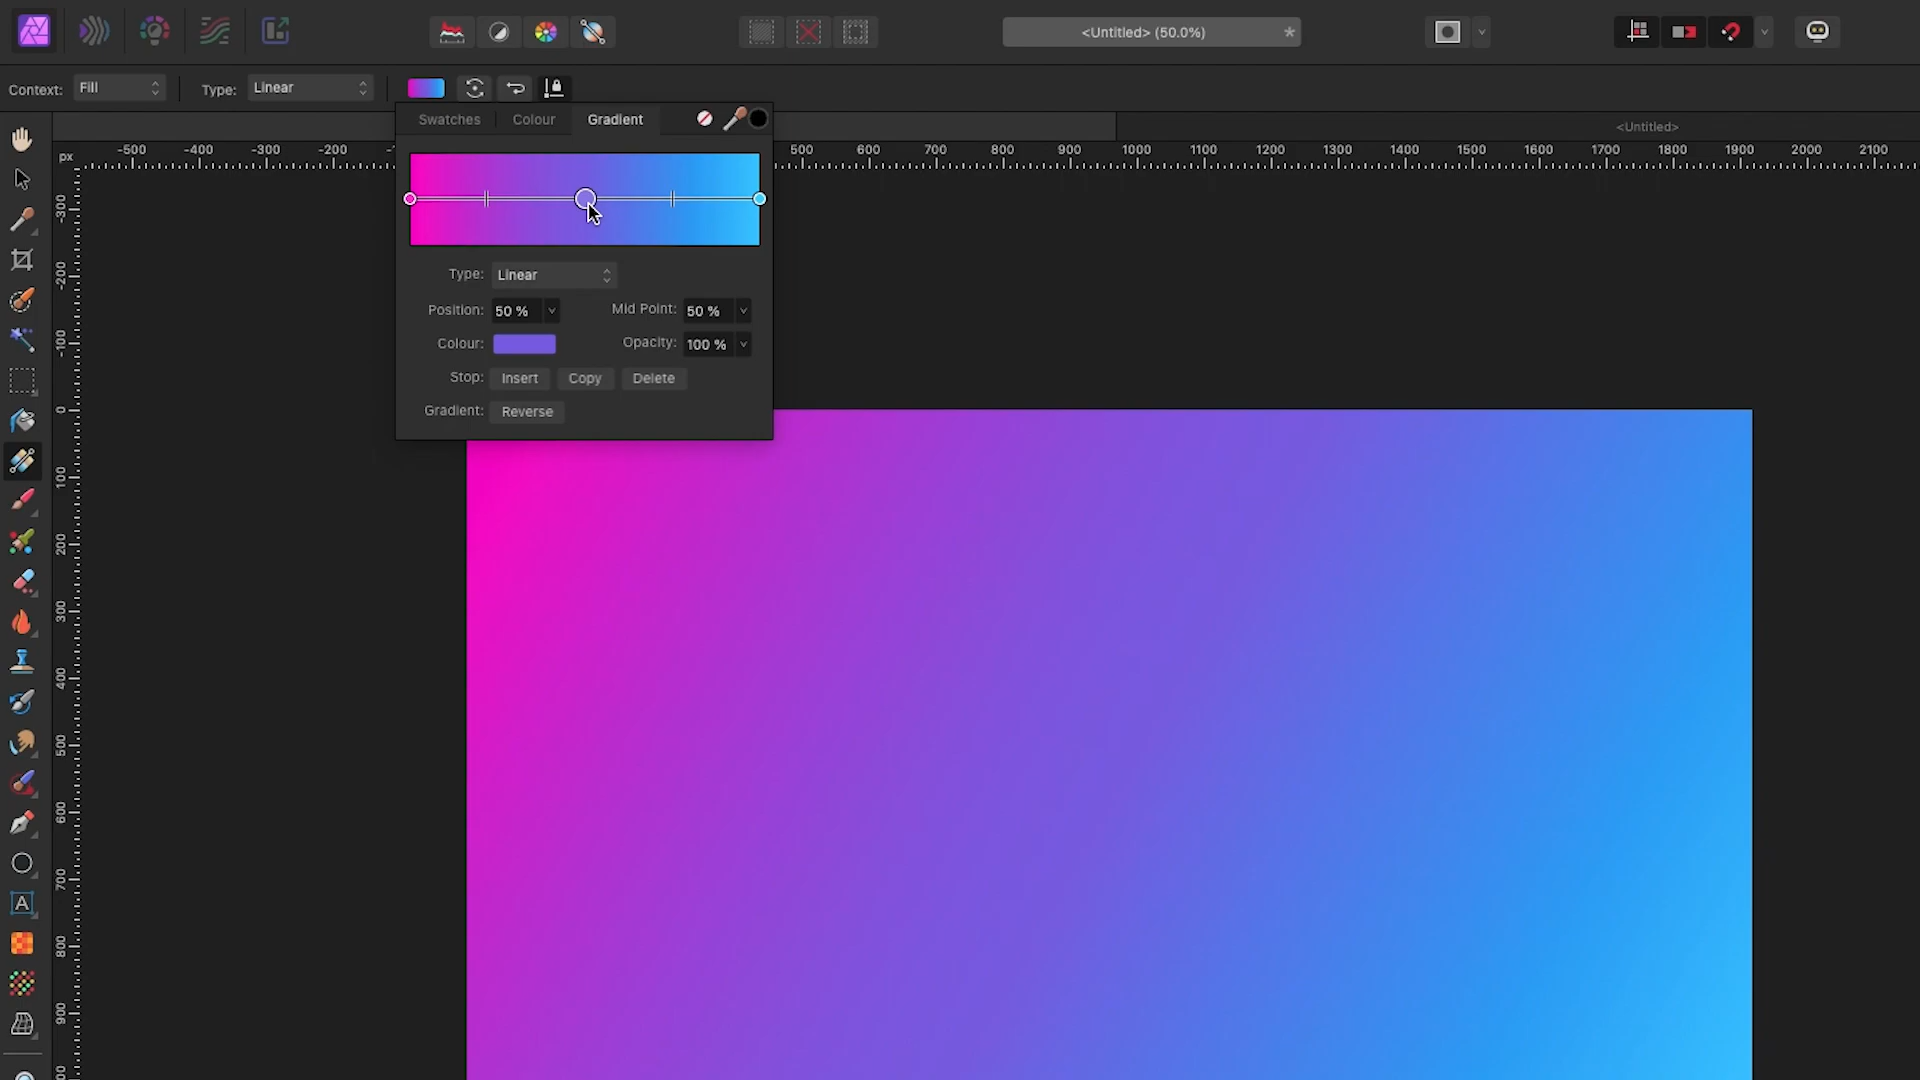 <Untitled> (50.0%) *
Context: Fill Type: Linear
Swatches Colour Gradient
<Untitled>
px
-500 -400 -300 -200 500 600 700 800 900 1000 1100 1200 1300 1400 1500 1600 1700 1800 1900 2000 2100
-300
-200
-100
0
100
200
300
400
500
600
700
800
900
Type: Linear
Position: 50 % Mid Point: 50 %
Colour: Opacity: 100 %
Stop: Insert Copy Delete
Gradient: Reverse
A